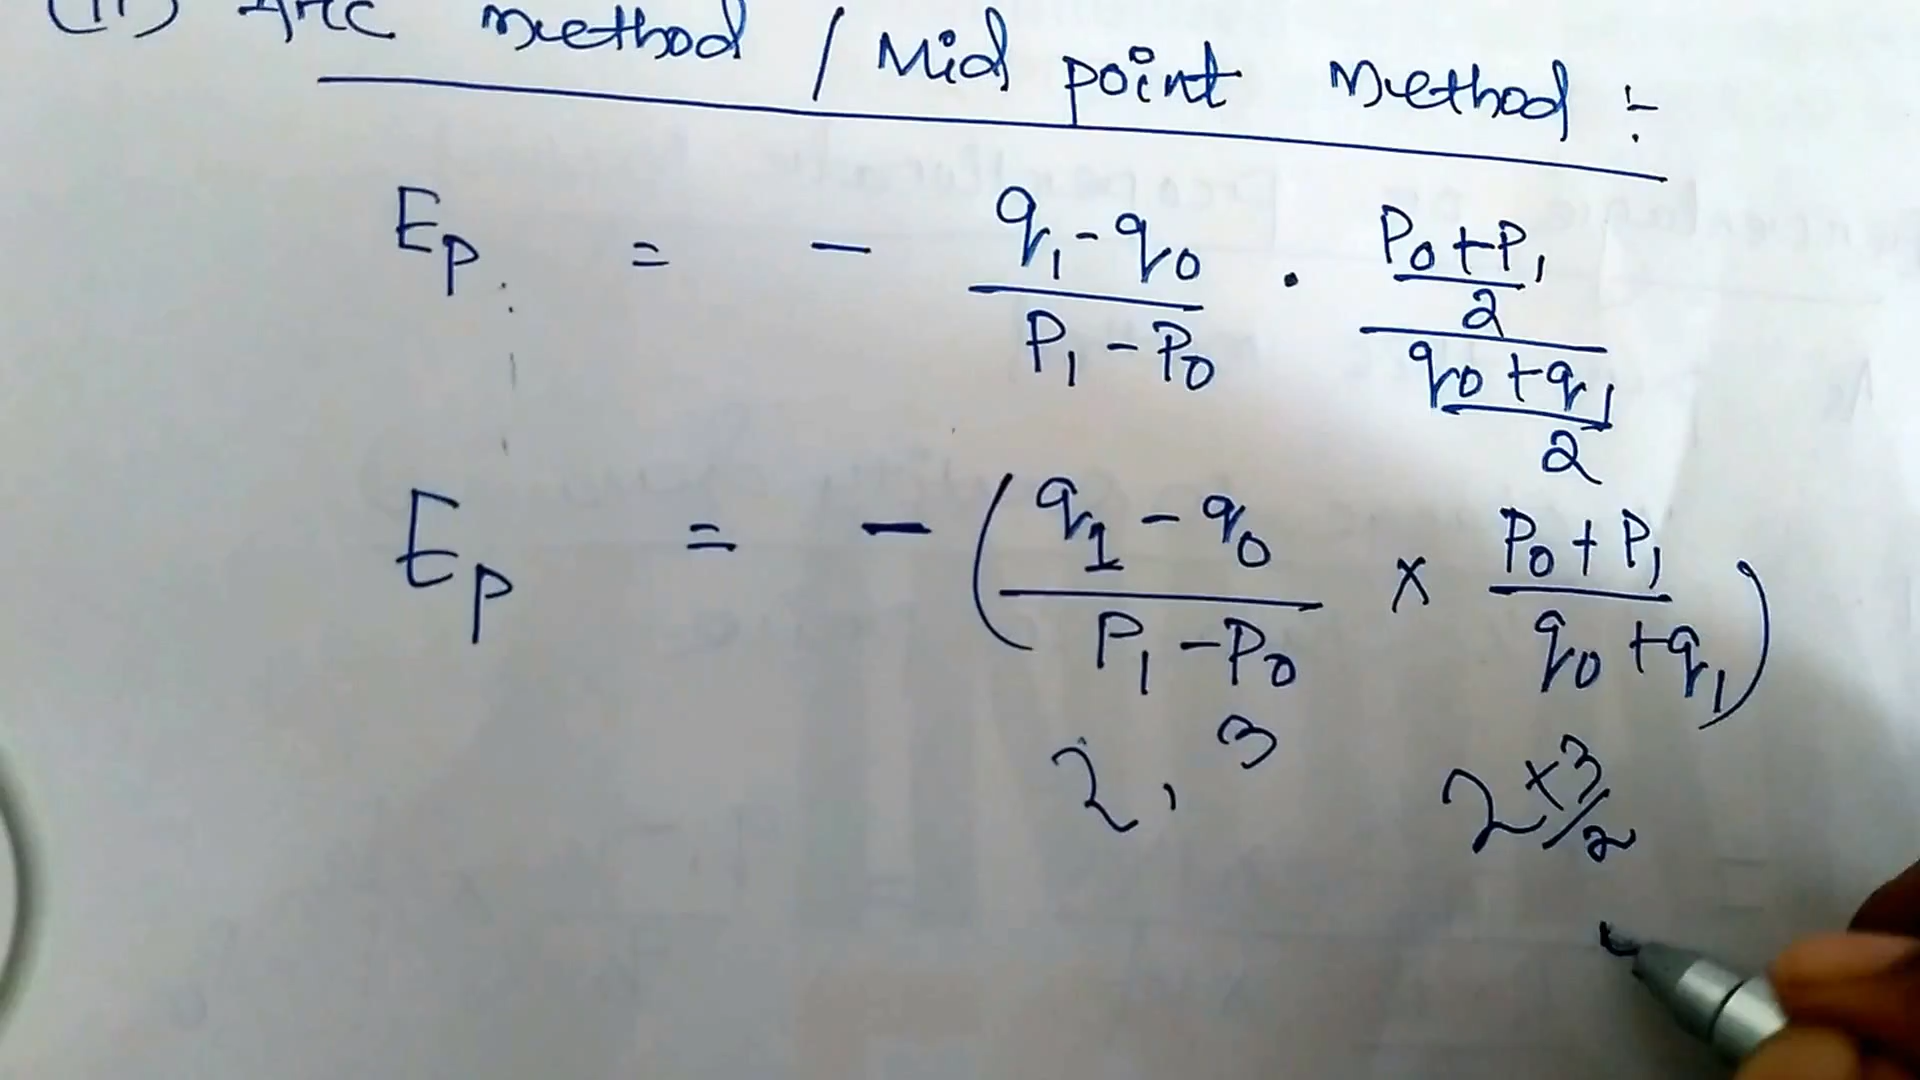 (ii) Arc method / Mid point method :-
Ep = - (q₁ - q₀)/(P₁ - P₀) . ((P₀ + P₁)/2)/((q₀ + q₁)/2)
Ep = - ( (q₁ - q₀)/(P₁ - P₀) × (P₀ + P₁)/(q₀ + q₁) )
2, 3 2 × 3/2